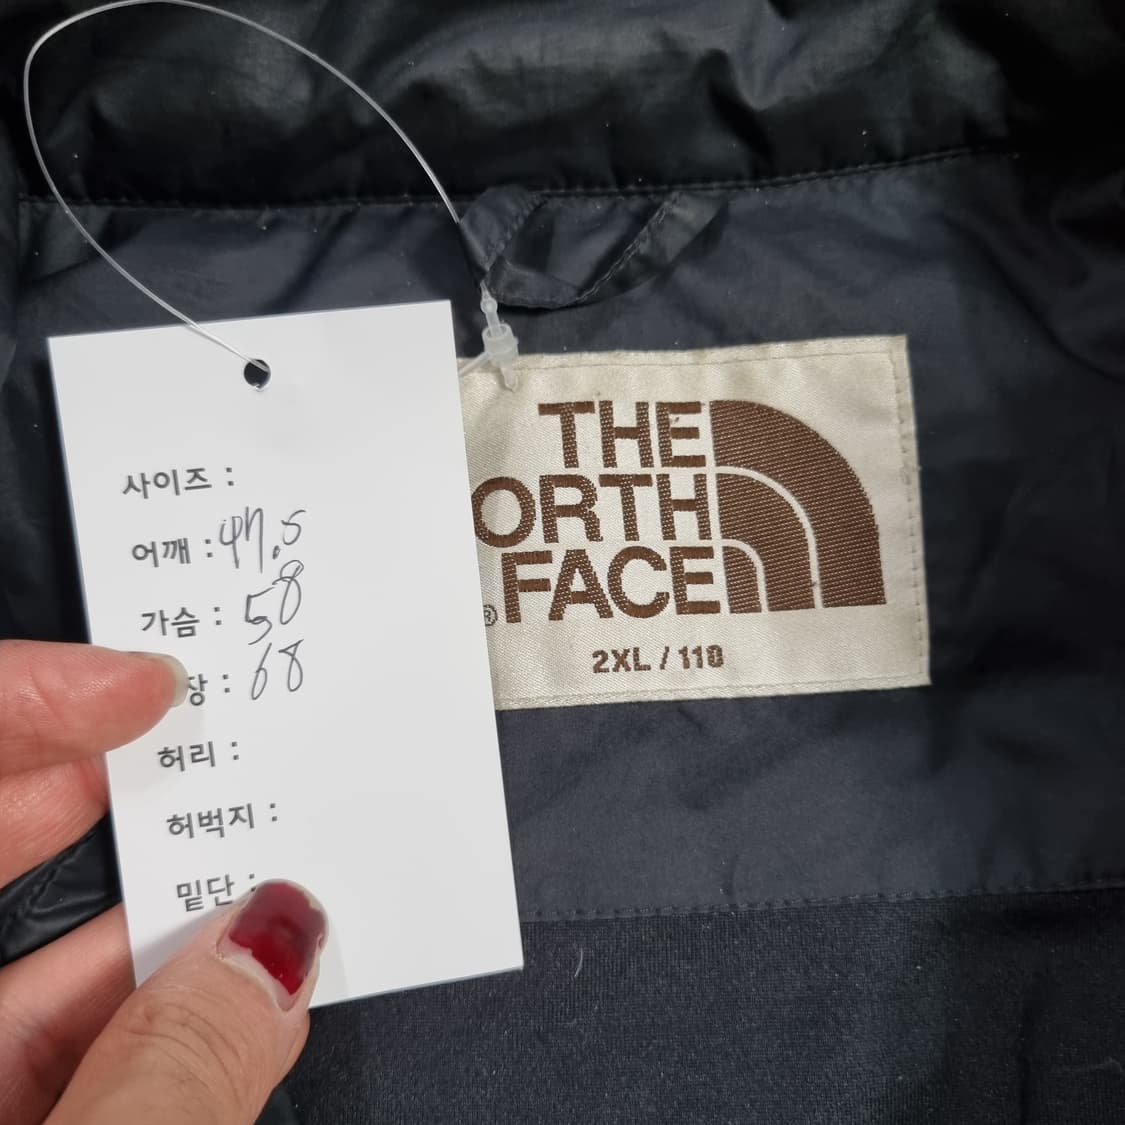 사이즈 :
어깨 : 47.5
가슴 : 58
장 : 68
허리 :
허벅지 :
밑단 :
THE
ORTH
FACE
®
2XL / 110